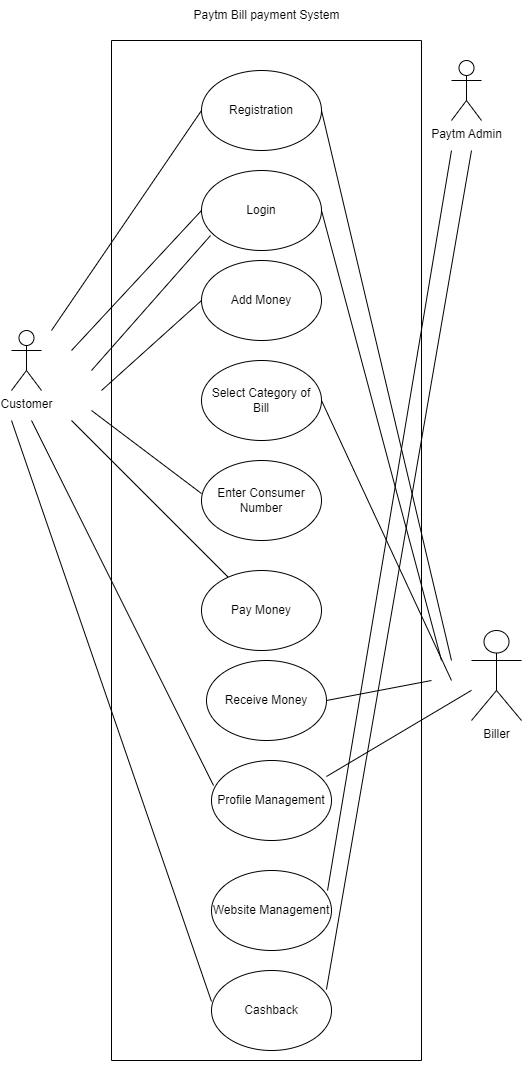 Paytm Bill payment System
Registration
Paytm Admin
Login
Add Money
Select Category of
Bill
Customer
Enter Consumer
Number
Pay Money
Receive Money
Biller
Profile Management
Website Management
Cashback